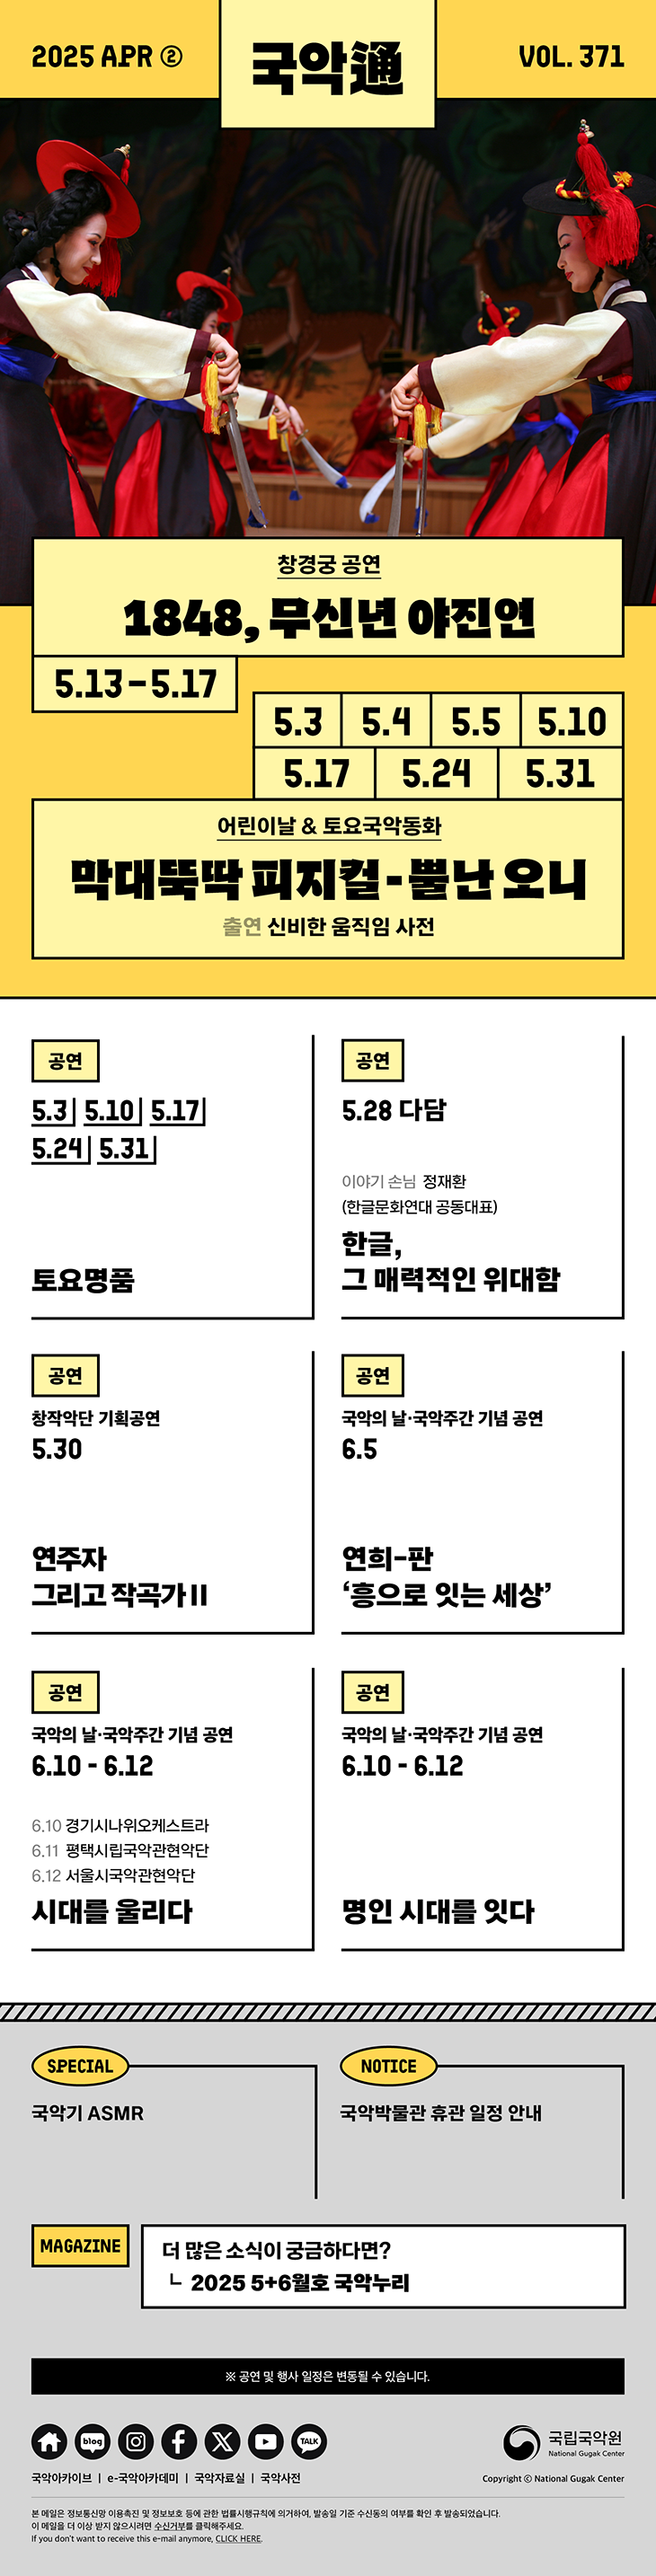 2025 APR ②
국악通
VOL. 371
창경궁 공연
1848, 무신년 야진연
5.13-5.17
5.3 5.4 5.5 5.10
5.17 5.24 5.31
어린이날 & 토요국악동화
막대뚝딱 피지컬-뿔난 오니
출연 신비한 움직임 사전
공연
5.3 5.10 5.17
5.24 5.31
토요명품
공연
5.28 다담
이야기 손님 정재환
(한글문화연대 공동대표)
한글,
그 매력적인 위대함
공연
창작악단 기획공연
5.30
연주자
그리고 작곡가 II
공연
국악의 날·국악주간 기념 공연
6.5
연희-판
‘흥으로 잇는 세상’
공연
국악의 날·국악주간 기념 공연
6.10 - 6.12
6.10 경기시나위오케스트라
6.11 평택시립국악관현악단
6.12 서울시국악관현악단
시대를 울리다
공연
국악의 날·국악주간 기념 공연
6.10 - 6.12
명인 시대를 잇다
SPECIAL
국악기 ASMR
NOTICE
국악박물관 휴관 일정 안내
MAGAZINE
더 많은 소식이 궁금하다면?
└ 2025 5+6월호 국악누리
※ 공연 및 행사 일정은 변동될 수 있습니다.
blog
TALK
국립국악원
National Gugak Center
국악아카이브 | e-국악아카데미 | 국악자료실 | 국악사전
Copyright © National Gugak Center
본 메일은 정보통신망 이용촉진 및 정보보호 등에 관한 법률시행규칙에 의거하여, 발송일 기준 수신동의 여부를 확인 후 발송되었습니다.
이 메일을 더 이상 받지 않으시려면 수신거부를 클릭해주세요.
If you don't want to receive this e-mail anymore, CLICK HERE.